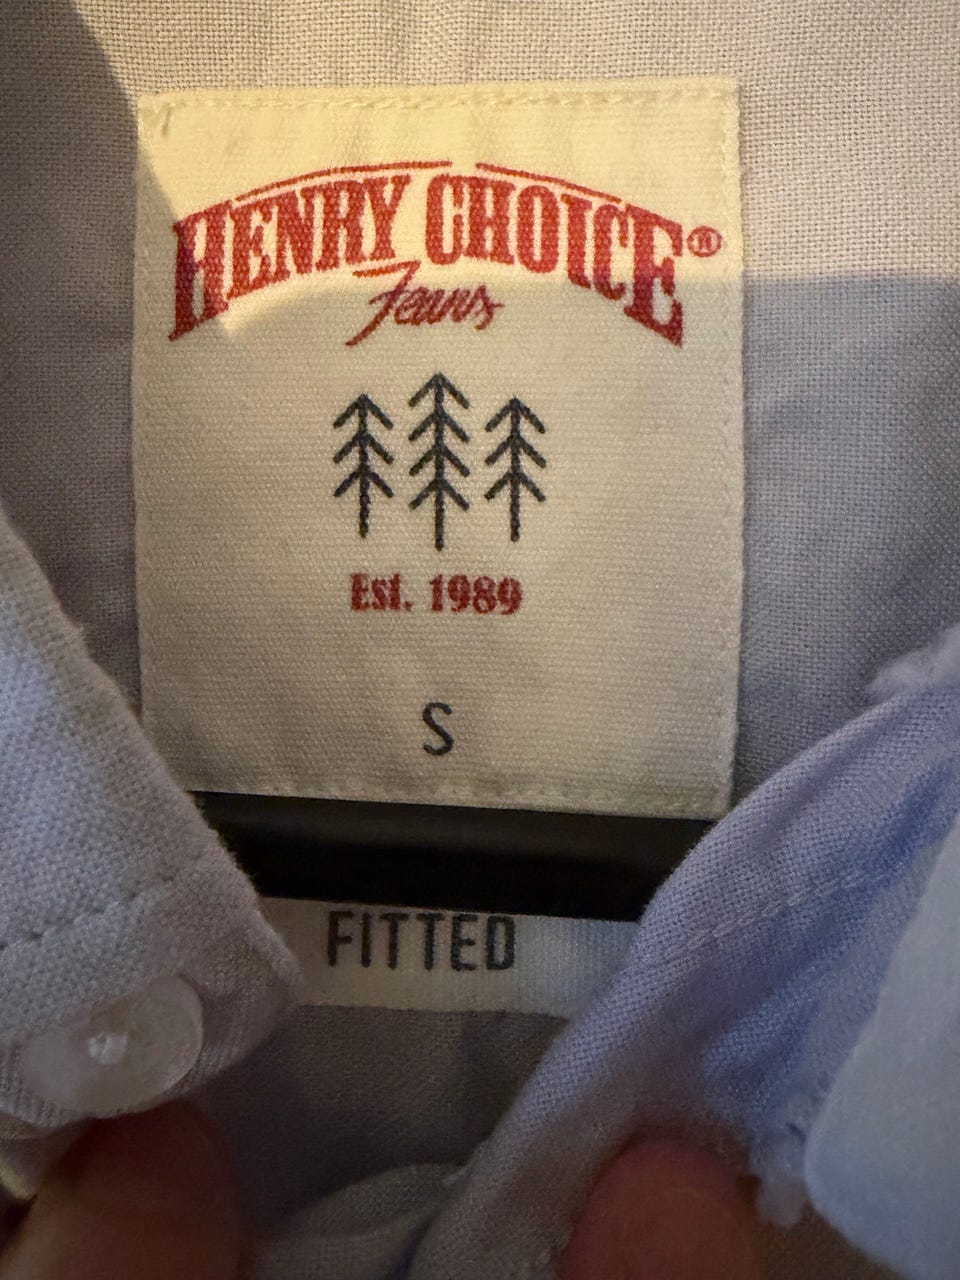 HENRY CHOICE®
Jeans
Est. 1989
S
FITTED